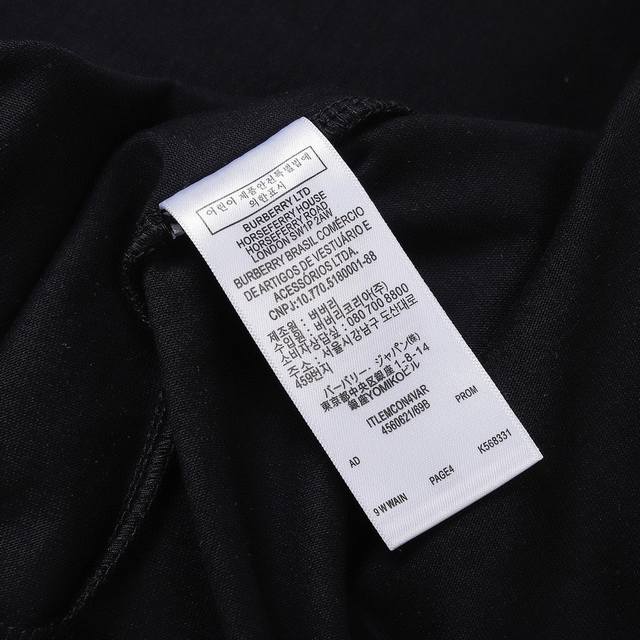 어린이 제품안전특별법에
의한표시
BURBERRY LTD
HORSEFERRY HOUSE
HORSEFERRY ROAD
LONDON SW1P 2AW
BURBERRY BRASIL COMÉRCIO
DE ARTIGOS DE VESTUÁRIO E
ACESSÓRIOS LTDA.
CNPJ:10.770.518/0001-88
제조원 : 버버리
수입원 : 버버리코리아(주)
소비자상담실 : 080 700 8800
주소 : 서울시강남구 도산대로
459번지
バーバリー・ジャパン(株)
東京都中央区銀座1-8-14
銀座YOMIKOビル
ITLEMCONAVAR
4560621/69B
PROM
AD
K568331
9 W WAIN
PAGE4